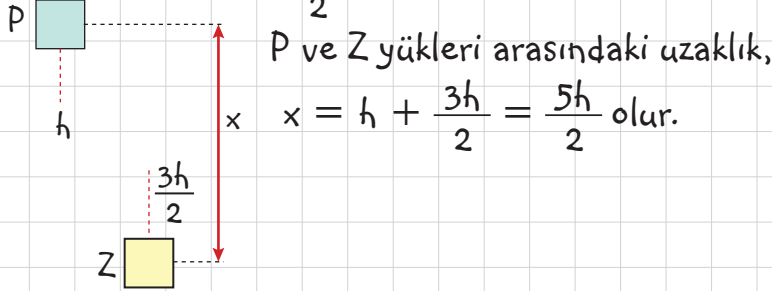 P
2
P ve Z yükleri arasındaki uzaklık,
x
x = h + 3h/2 = 5h/2 olur.
h
3h/2
Z